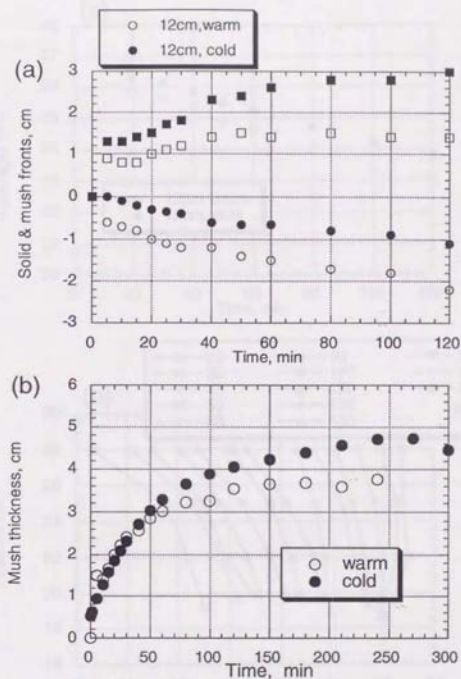 12cm,warm
12cm, cold
(a)
3
2
1
0
-1
-2
-3
Solid & mush fronts, cm
0 20 40 60 80 100 120
Time, min
(b)
6
5
4
3
2
1
0
Mush thickness, cm
warm
cold
0 50 100 150 200 250 300
Time, min